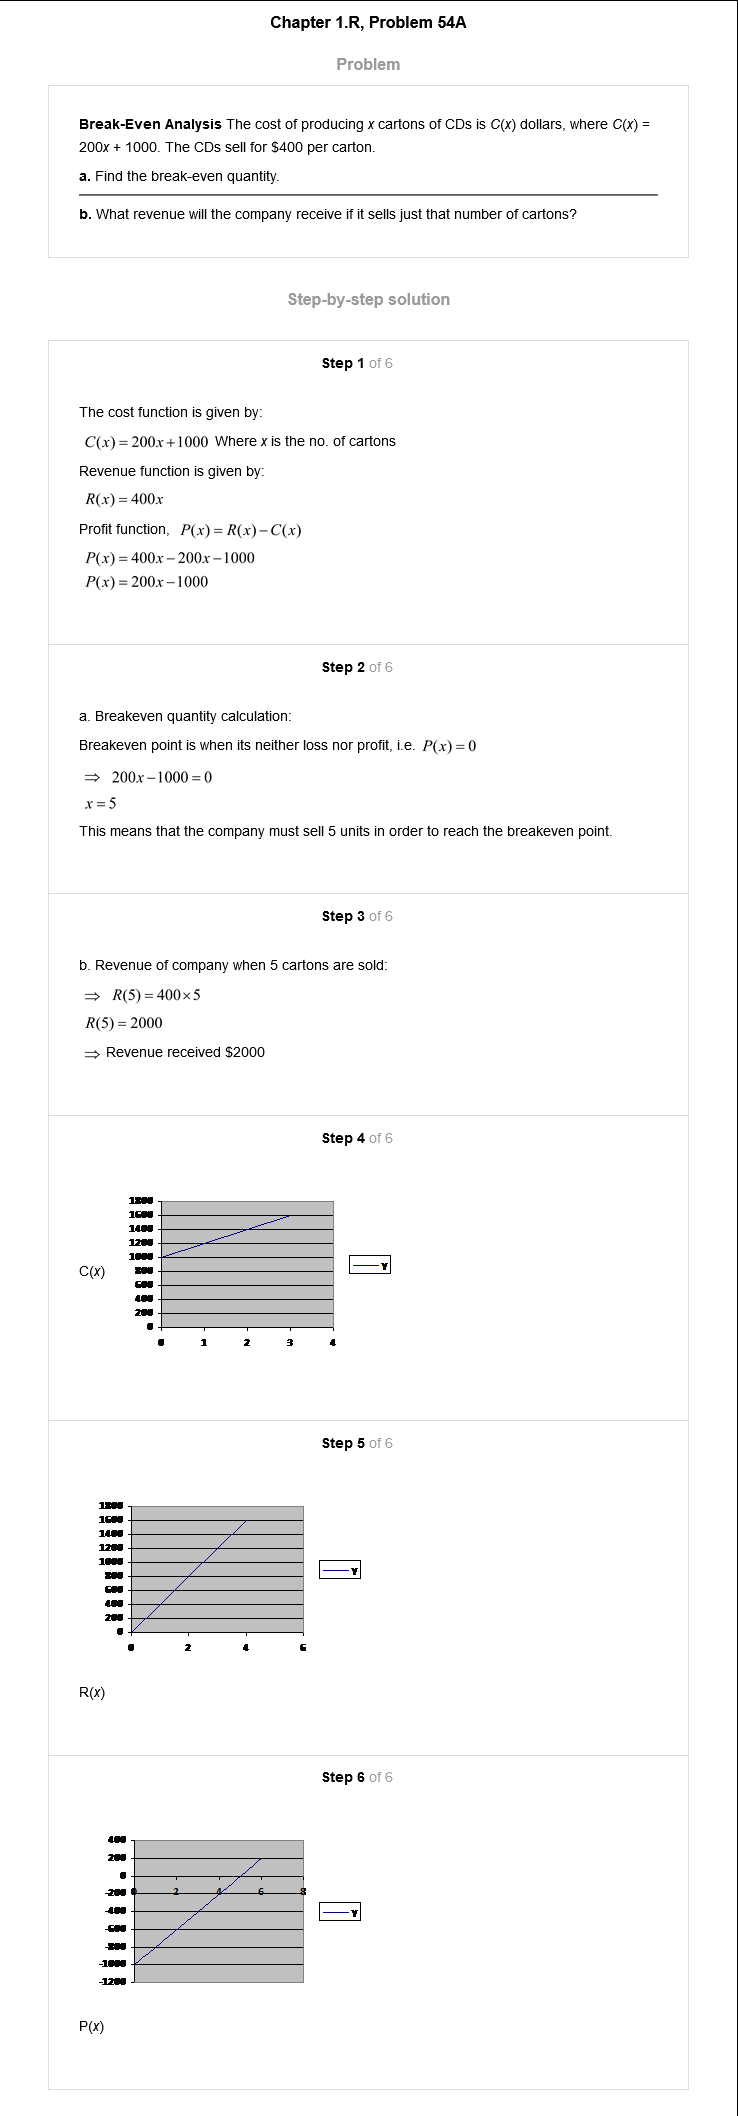 Chapter 1.R, Problem 54A
Problem
Break-Even Analysis The cost of producing x cartons of CDs is C(x) dollars, where C(x) =
200x + 1000. The CDs sell for $400 per carton.
a. Find the break-even quantity.
b. What revenue will the company receive if it sells just that number of cartons?
Step-by-step solution
Step 1 of 6
The cost function is given by:
C(x) = 200x + 1000 Where x is the no. of cartons
Revenue function is given by:
R(x) = 400x
Profit function, P(x) = R(x) − C(x)
P(x) = 400x − 200x − 1000
P(x) = 200x − 1000
Step 2 of 6
a. Breakeven quantity calculation:
Breakeven point is when its neither loss nor profit, i.e. P(x) = 0
⇒ 200x − 1000 = 0
x = 5
This means that the company must sell 5 units in order to reach the breakeven point.
Step 3 of 6
b. Revenue of company when 5 cartons are sold:
⇒ R(5) = 400 × 5
R(5) = 2000
⇒ Revenue received $2000
Step 4 of 6
1800
1600
1400
1200
1000
800
600
400
200
0
0 1 2 3 4
C(x)
Y
Step 5 of 6
1800
1600
1400
1200
1000
800
600
400
200
0
0 2 4 6
Y
R(x)
Step 6 of 6
400
200
0
-200
-400
-600
-800
-1000
-1200
0 2 4 6 8
Y
P(x)